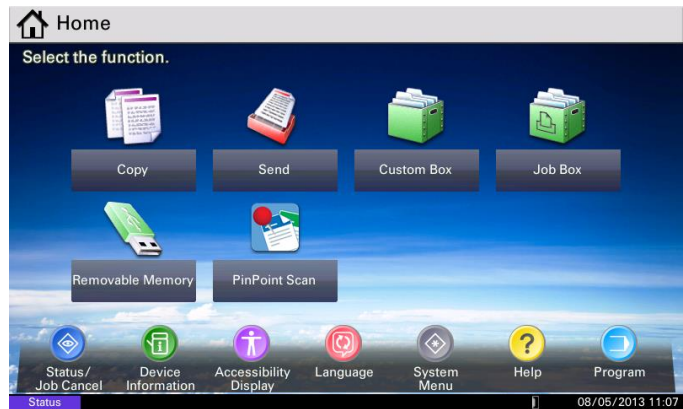 Home
Select the function.
Copy
Send
Custom Box
Job Box
Removable Memory
PinPoint Scan
Status/
Job Cancel
Device
Information
Accessibility
Display
Language
System
Menu
Help
Program
Status
08/05/2013 11:07